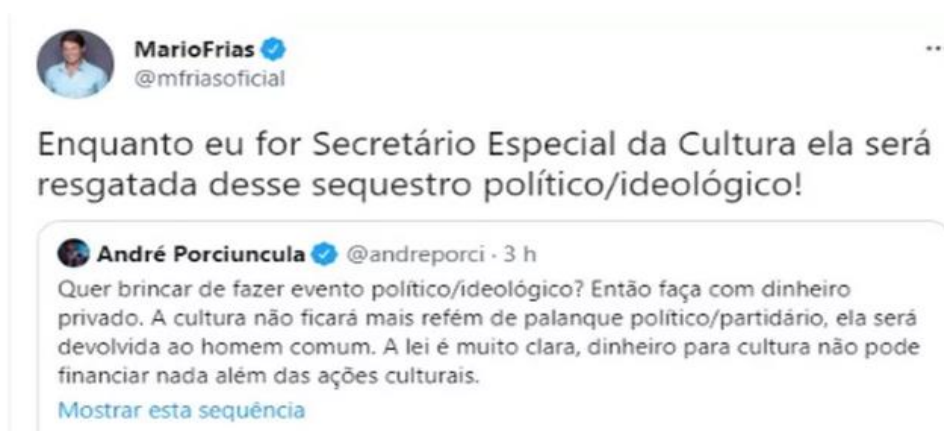 MarioFrias
@mfriasoficial
Enquanto eu for Secretário Especial da Cultura ela será
resgatada desse sequestro político/ideológico!
André Porciuncula @andreporci · 3 h
Quer brincar de fazer evento político/ideológico? Então faça com dinheiro
privado. A cultura não ficará mais refém de palanque político/partidário, ela será
devolvida ao homem comum. A lei é muito clara, dinheiro para cultura não pode
financiar nada além das ações culturais.
Mostrar esta sequência